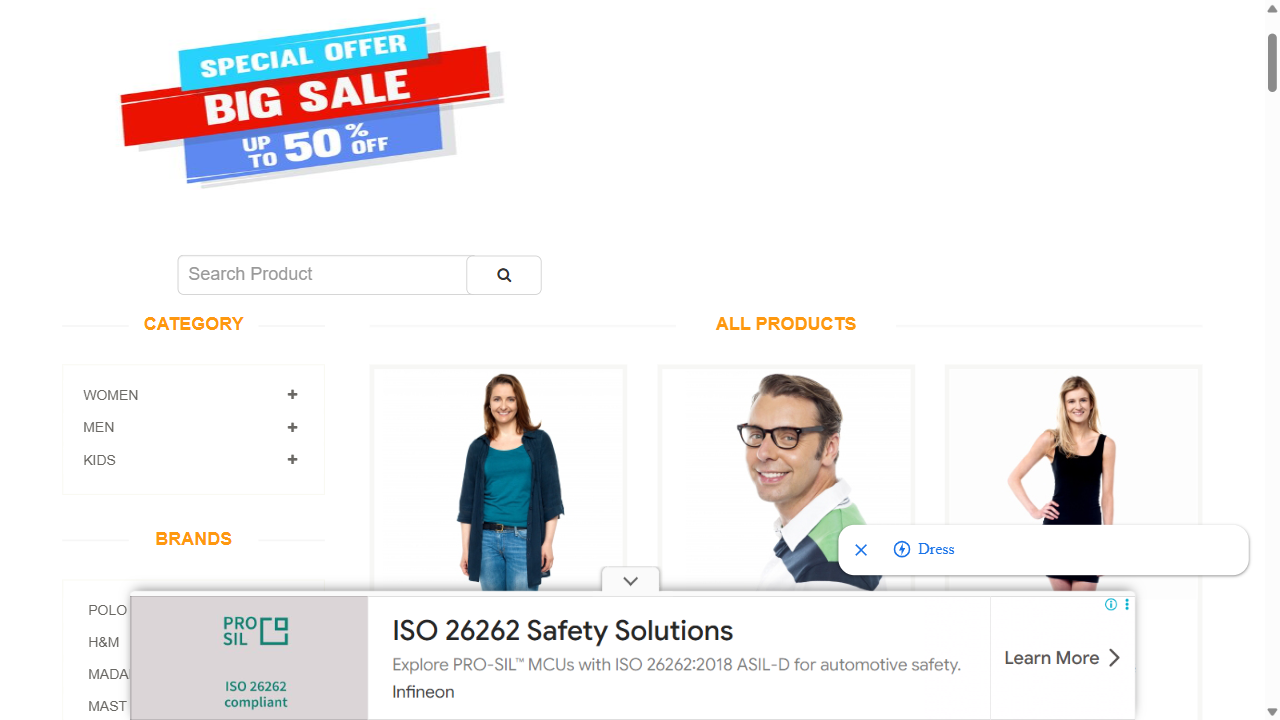 SPECIAL OFFER
BIG SALE
UP TO 50% OFF
Search Product
CATEGORY
ALL PRODUCTS
WOMEN
MEN
KIDS
BRANDS
Dress
POLO
H&M
MADA
MAST
PRO
SIL
ISO 26262
compliant
ISO 26262 Safety Solutions
Explore PRO-SIL™ MCUs with ISO 26262:2018 ASIL-D for automotive safety.
Infineon
Learn More